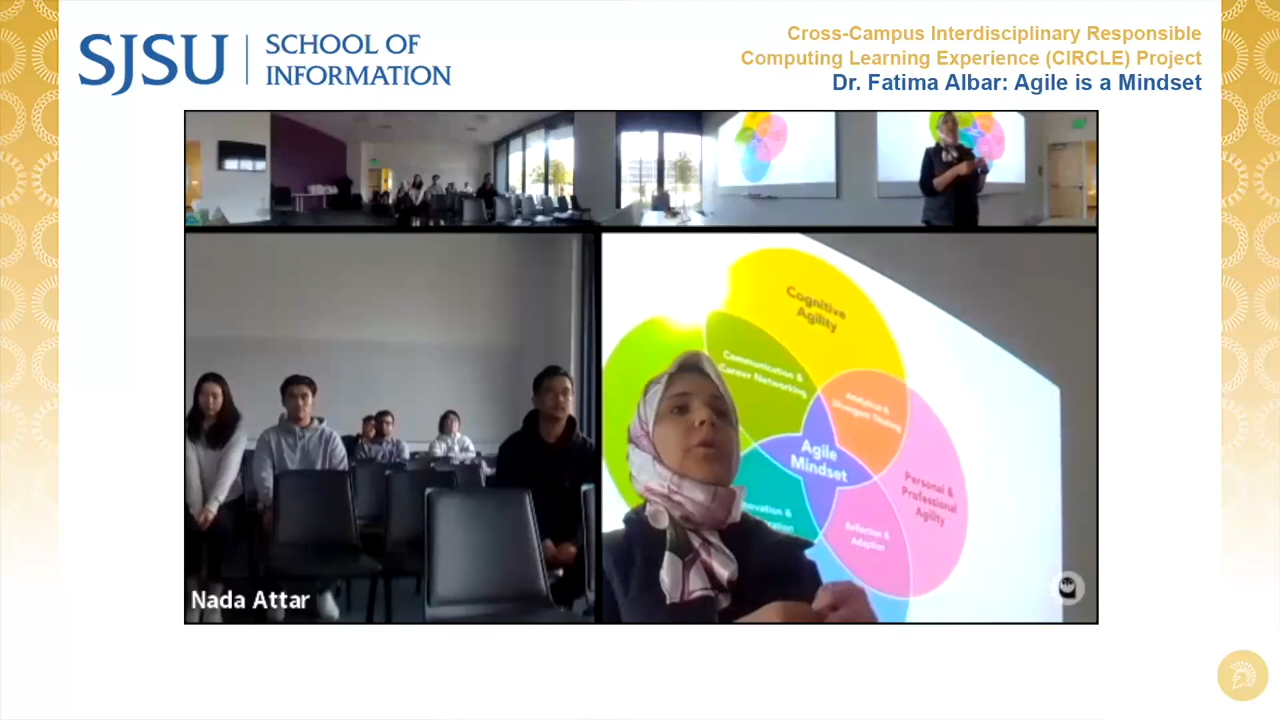 SJSU
SCHOOL OF
INFORMATION
Cross-Campus Interdisciplinary Responsible
Computing Learning Experience (CIRCLE) Project
Dr. Fatima Albar: Agile is a Mindset
Cognitive
Agility
Communication &
Career Networking
Analytical &
Divergent Thinking
Agile
Mindset
Personal &
Professional
Agility
Reflection &
Adaption
Nada Attar